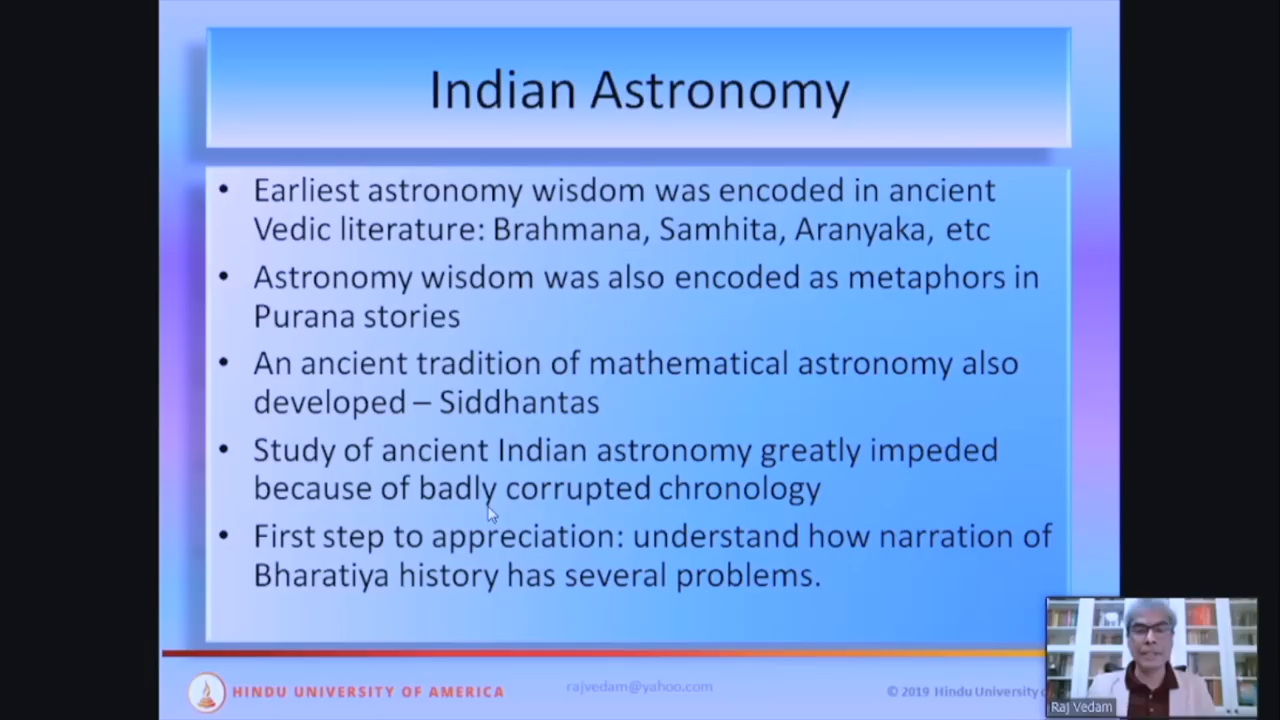 Indian Astronomy
• Earliest astronomy wisdom was encoded in ancient
Vedic literature: Brahmana, Samhita, Aranyaka, etc
• Astronomy wisdom was also encoded as metaphors in
Purana stories
• An ancient tradition of mathematical astronomy also
developed – Siddhantas
• Study of ancient Indian astronomy greatly impeded
because of badly corrupted chronology
• First step to appreciation: understand how narration of
Bharatiya history has several problems.
HINDU UNIVERSITY OF AMERICA
rajvedam@yahoo.com
© 2019 Hindu University
Raj Vedam